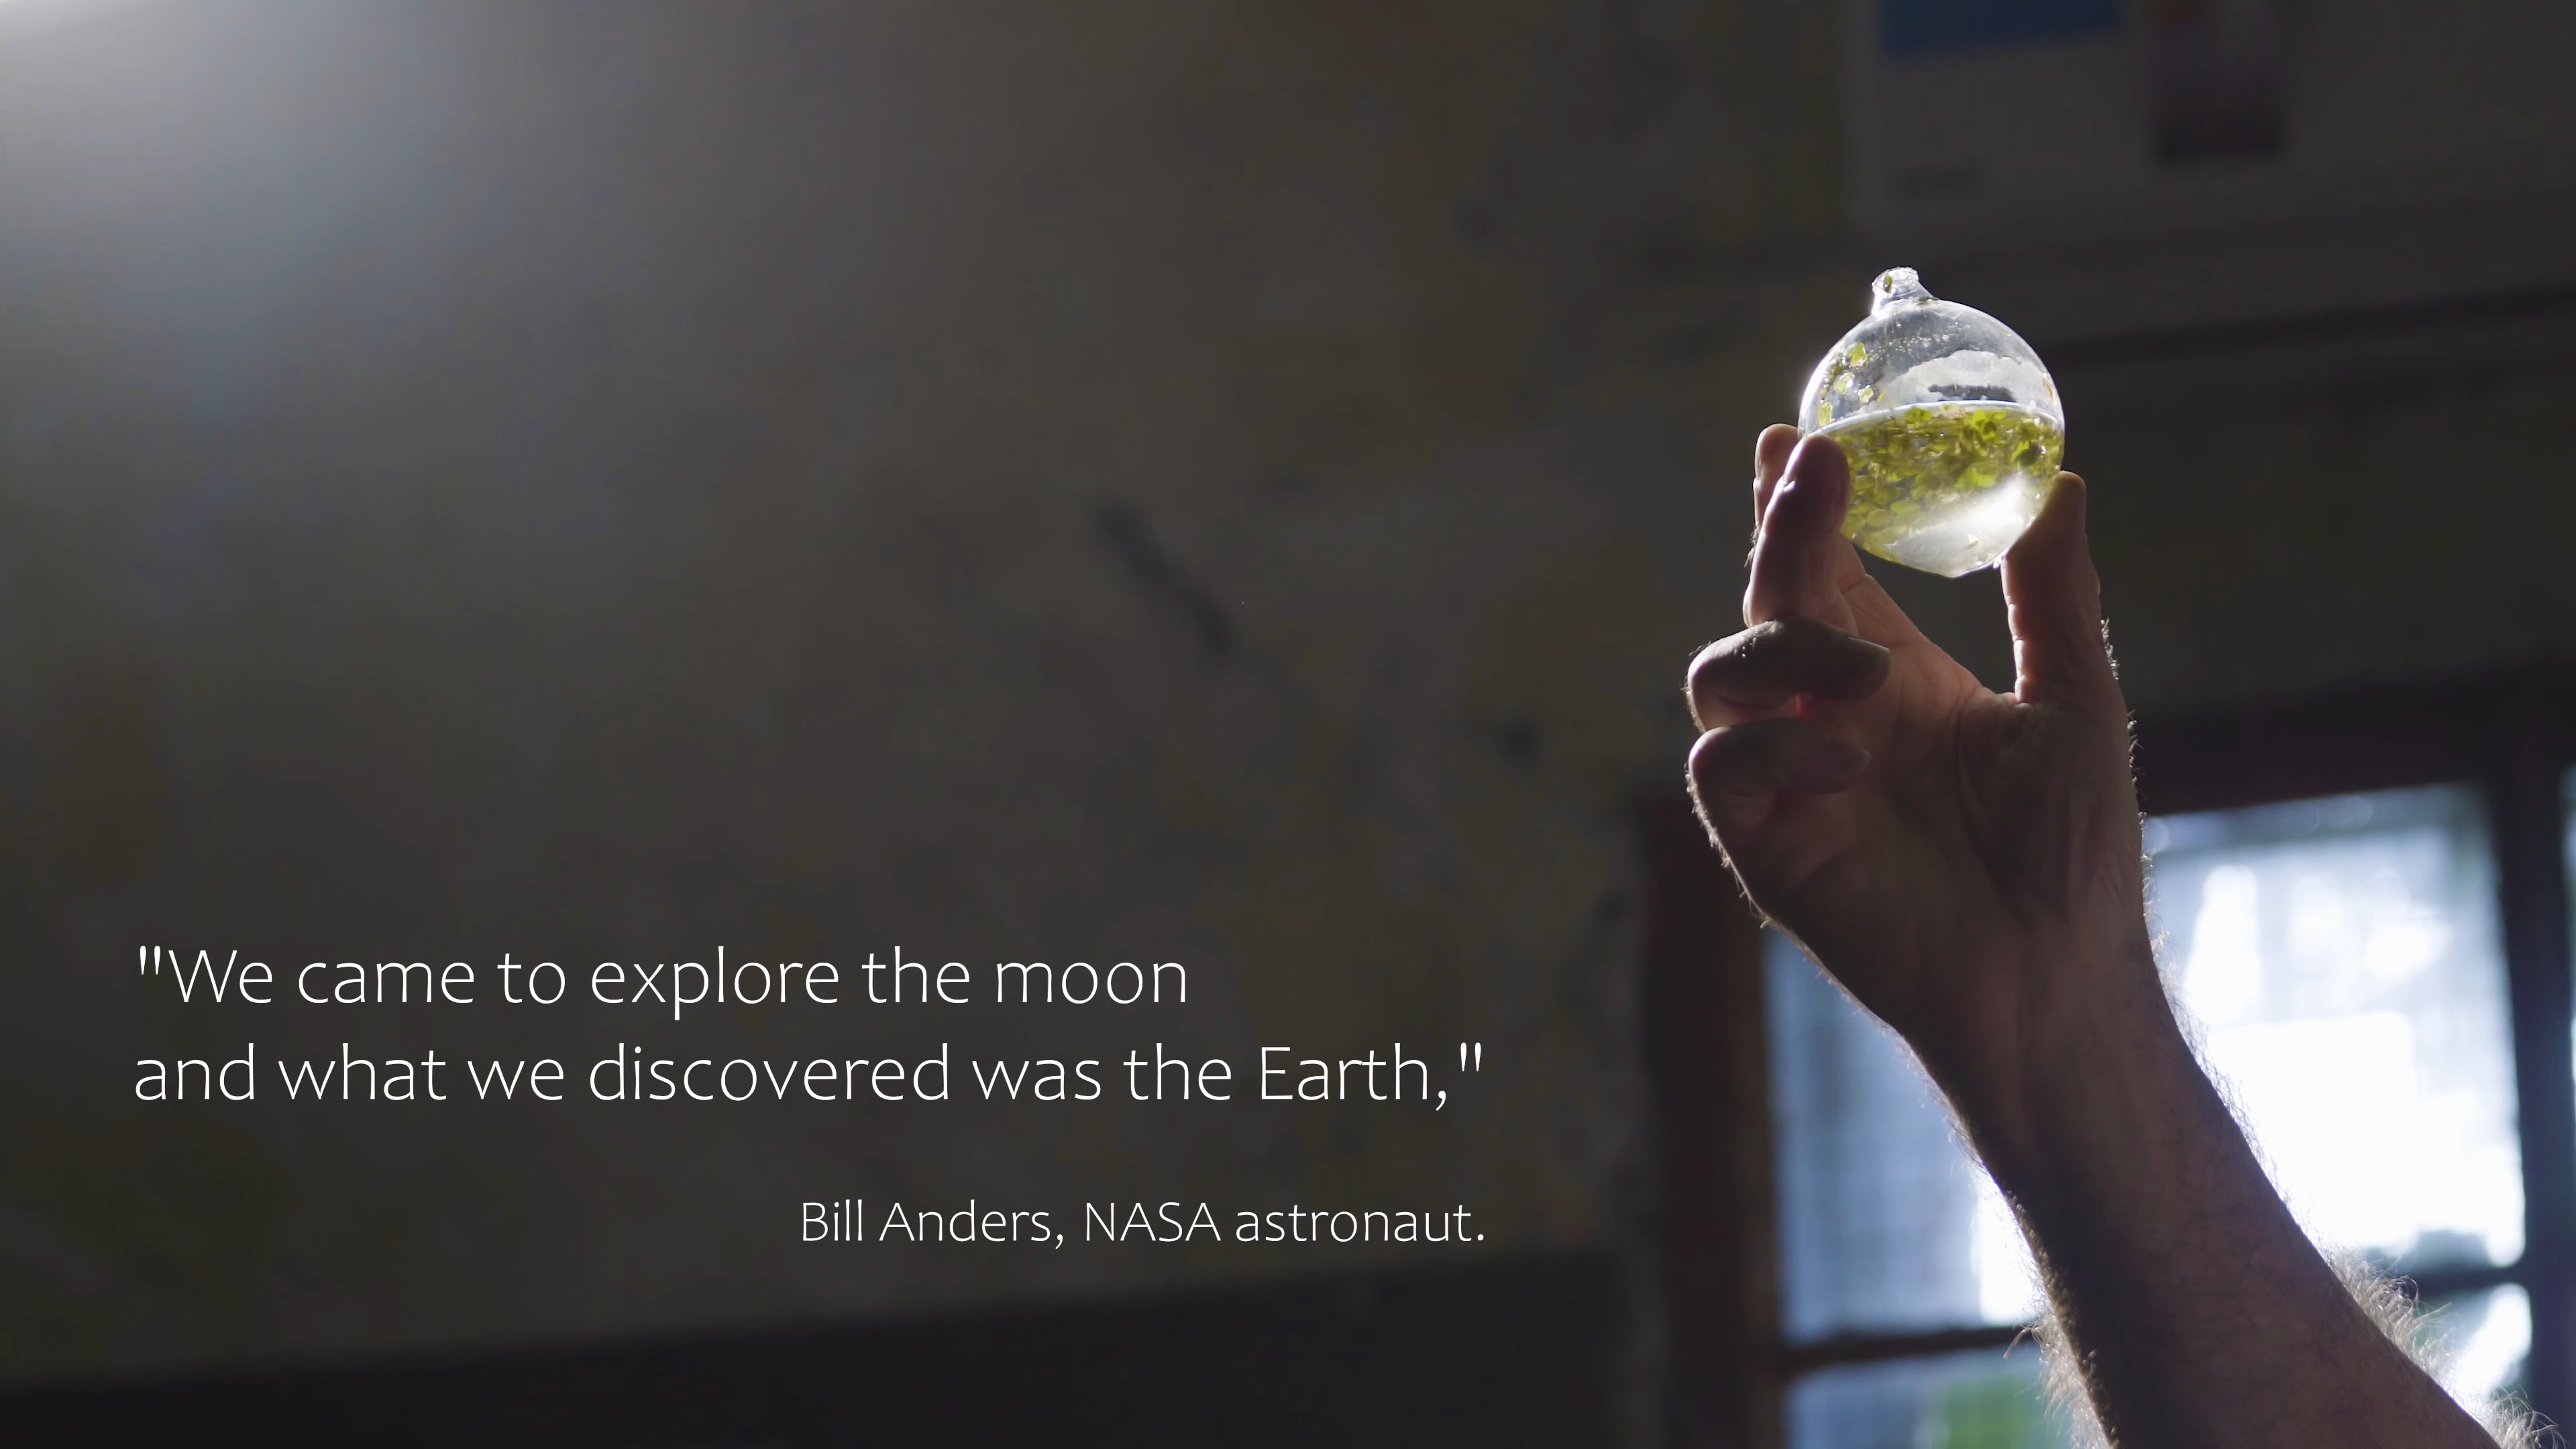 "We came to explore the moon
and what we discovered was the Earth,"
Bill Anders, NASA astronaut.